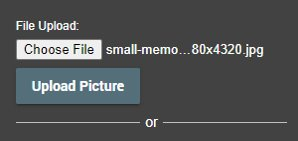 File Upload:
Choose File small-memo...80x4320.jpg
Upload Picture
or